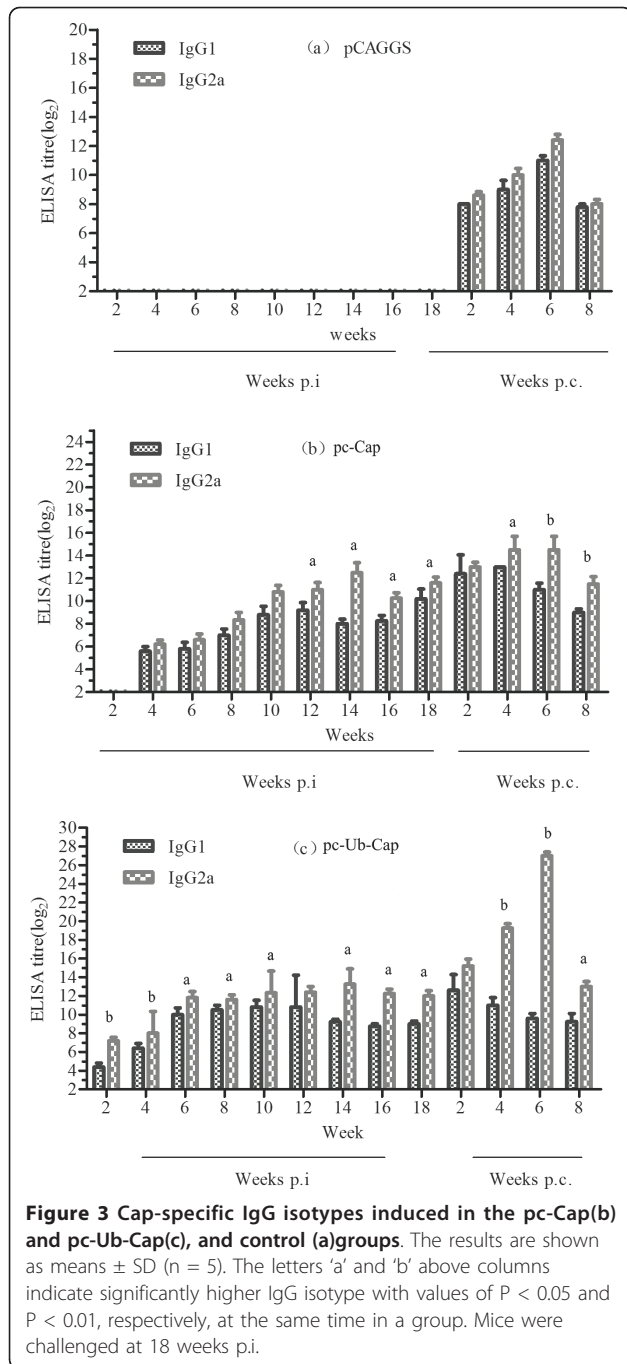 20
18
16
14
12
10
8
6
4
2
ELISA titre(log2)
IgG1
IgG2a
(a) pCAGGS
2 4 6 8 10 12 14 16 18 2 4 6 8
weeks
Weeks p.i Weeks p.c.
24
22
20
18
16
14
12
10
8
6
4
2
ELISA titre(log2)
IgG1
IgG2a
(b) pc-Cap
a a a a a b b
2 4 6 8 10 12 14 16 18 2 4 6 8
Weeks
Weeks p.i Weeks p.c.
30
28
26
24
22
20
18
16
14
12
10
8
6
4
2
ELISA titre(log2)
IgG1
IgG2a
(c) pc-Ub-Cap
b b a a a a a a b b a
2 4 6 8 10 12 14 16 18 2 4 6 8
Week
Weeks p.i Weeks p.c.
Figure 3 Cap-specific IgG isotypes induced in the pc-Cap(b)
and pc-Ub-Cap(c), and control (a)groups. The results are shown
as means ± SD (n = 5). The letters ‘a’ and ‘b’ above columns
indicate significantly higher IgG isotype with values of P < 0.05 and
P < 0.01, respectively, at the same time in a group. Mice were
challenged at 18 weeks p.i.